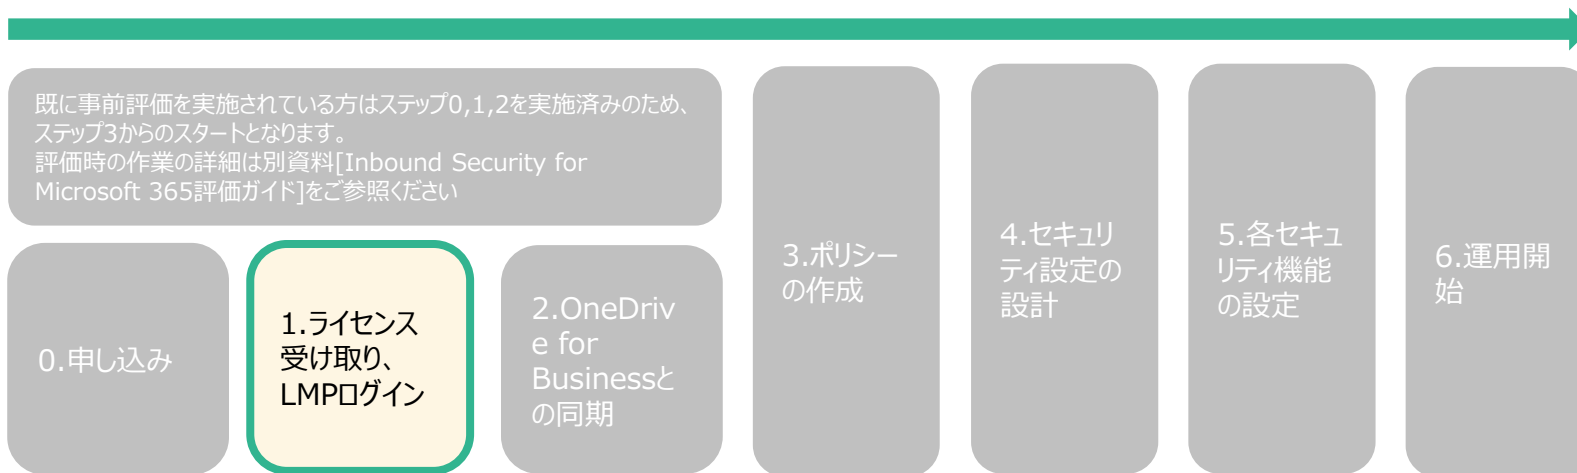 既に事前評価を実施されている方はステップ0,1,2を実施済みのため、
ステップ3からのスタートとなります。
評価時の作業の詳細は別資料[Inbound Security for
Microsoft 365評価ガイド]をご参照ください
0.申し込み
1.ライセンス
受け取り、
LMPログイン
2.OneDriv
e for
Businessと
の同期
3.ポリシー
の作成
4.セキュリ
ティ設定の
設計
5.各セキュ
リティ機能
の設定
6.運用開
始